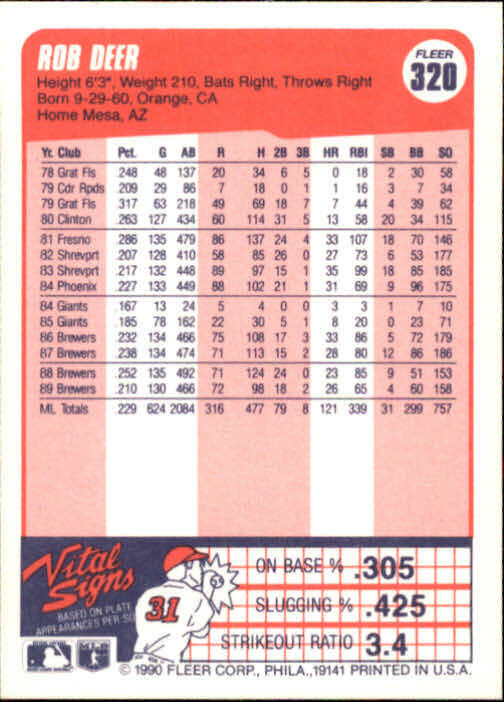 ROB DEER
FLEER
320
Height 6'3", Weight 210, Bats Right, Throws Right
Born 9-29-60, Orange, CA
Home Mesa, AZ
Yr. Club Pct. G AB R H 2B 3B HR RBI SB BB SO
78 Grat Fls .248 48 137 20 34 6 5 0 18 2 30 58
79 Cdr Rpds .209 29 86 7 18 0 1 1 16 3 7 34
79 Grat Fls .317 63 218 49 69 18 7 7 44 4 39 62
80 Clinton .263 127 434 60 114 31 5 13 58 20 34 115
81 Fresno .286 135 479 86 137 24 4 33 107 18 70 146
82 Shrevprt .207 128 410 58 85 26 0 27 73 6 53 177
83 Shrevprt .217 132 448 89 97 15 1 35 99 18 85 185
84 Phoenix .227 133 449 88 102 21 1 31 69 9 96 175
84 Giants .167 13 24 5 4 0 0 3 3 1 7 10
85 Giants .185 78 162 22 30 5 1 8 20 0 23 71
86 Brewers .232 134 466 75 108 17 3 33 86 5 72 179
87 Brewers .238 134 474 71 113 15 2 28 80 12 86 186
88 Brewers .252 135 492 71 124 24 0 23 85 9 51 153
89 Brewers .210 130 466 72 98 18 2 26 65 4 60 158
ML Totals .229 624 2084 316 477 79 8 121 339 31 299 757
Vital
Signs
BASED ON PLATE
APPEARANCES PER-SO
31
ON BASE % .305
SLUGGING % .425
STRIKEOUT RATIO 3.4
© 1990 FLEER CORP., PHILA., 19141 PRINTED IN U.S.A.